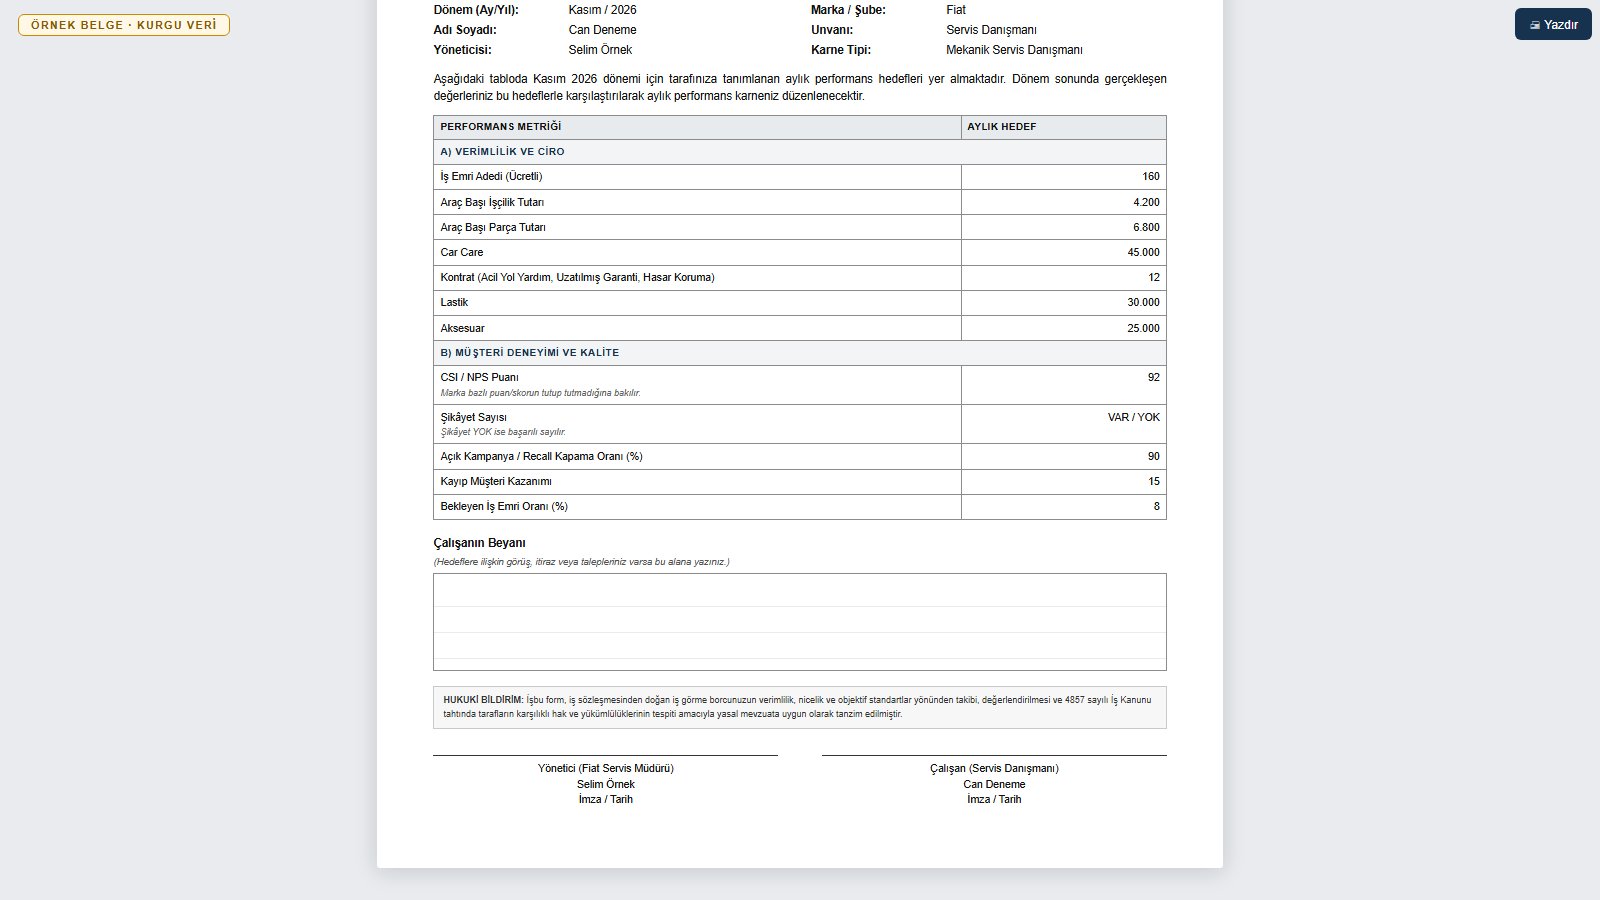 ÖRNEK BELGE · KURGU VERİ
Yazdır
Dönem (Ay/Yıl): Kasım / 2026 Marka / Şube: Fiat
Adı Soyadı: Can Deneme Unvanı: Servis Danışmanı
Yöneticisi: Selim Örnek Karne Tipi: Mekanik Servis Danışmanı
Aşağıdaki tabloda Kasım 2026 dönemi için tarafınıza tanımlanan aylık performans hedefleri yer almaktadır. Dönem sonunda gerçekleşen
değerleriniz bu hedeflerle karşılaştırılarak aylık performans karneniz düzenlenecektir.
PERFORMANS METRİĞİ AYLIK HEDEF
A) VERİMLİLİK VE CİRO
İş Emri Adedi (Ücretli) 160
Araç Başı İşçilik Tutarı 4.200
Araç Başı Parça Tutarı 6.800
Car Care 45.000
Kontrat (Acil Yol Yardım, Uzatılmış Garanti, Hasar Koruma) 12
Lastik 30.000
Aksesuar 25.000
B) MÜŞTERİ DENEYİMİ VE KALİTE
CSI / NPS Puanı 92
Marka bazlı puan/skorun tutup tutmadığına bakılır.
Şikâyet Sayısı VAR / YOK
Şikâyet YOK ise başarılı sayılır.
Açık Kampanya / Recall Kapama Oranı (%) 90
Kayıp Müşteri Kazanımı 15
Bekleyen İş Emri Oranı (%) 8
Çalışanın Beyanı
(Hedeflere ilişkin görüş, itiraz veya talepleriniz varsa bu alana yazınız.)
HUKUKİ BİLDİRİM: İşbu form, iş sözleşmesinden doğan iş görme borcunuzun verimlilik, nicelik ve objektif standartlar yönünden takibi, değerlendirilmesi ve 4857 sayılı İş Kanunu
tahtında tarafların karşılıklı hak ve yükümlülüklerinin tespiti amacıyla yasal mevzuata uygun olarak tanzim edilmiştir.
Yönetici (Fiat Servis Müdürü) Çalışan (Servis Danışmanı)
Selim Örnek Can Deneme
İmza / Tarih İmza / Tarih